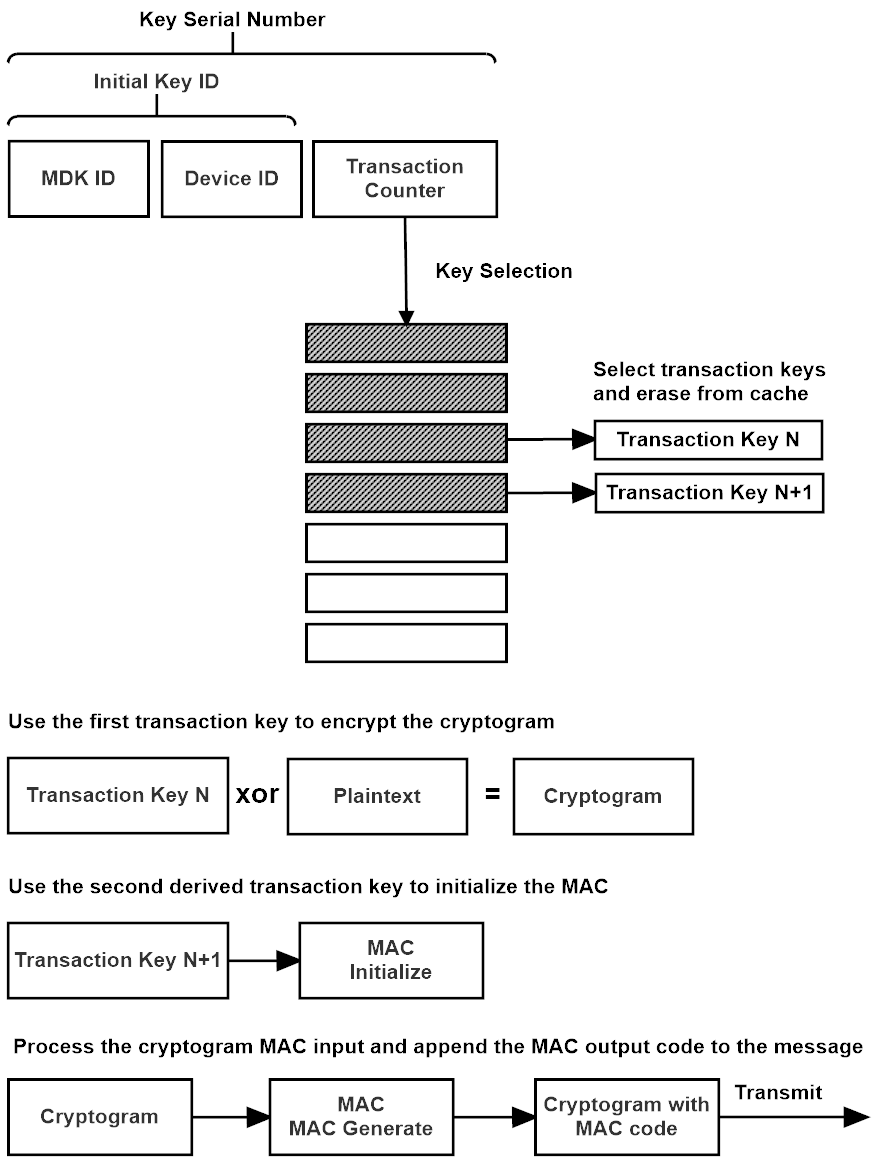 Key Serial Number
Initial Key ID
MDK ID
Device ID
Transaction
Counter
Key Selection
Select transaction keys
and erase from cache
Transaction Key N
Transaction Key N+1
Use the first transaction key to encrypt the cryptogram
Transaction Key N
xor
Plaintext
=
Cryptogram
Use the second derived transaction key to initialize the MAC
Transaction Key N+1
MAC
Initialize
Process the cryptogram MAC input and append the MAC output code to the message
Cryptogram
MAC
MAC Generate
Cryptogram with
MAC code
Transmit